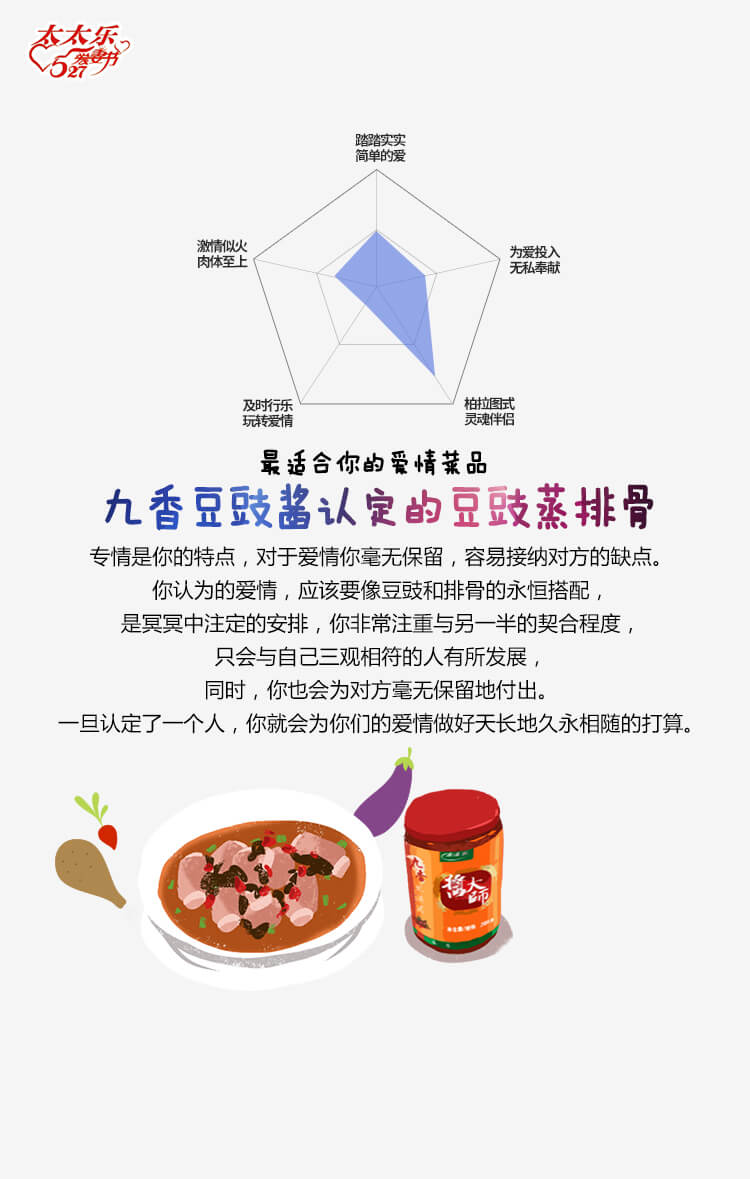 太太乐
527爱妻节
踏踏实实
简单的爱
激情似火
肉体至上
为爱投入
无私奉献
及时行乐
玩转爱情
柏拉图式
灵魂伴侣
最适合你的爱情菜品
九香豆豉酱认定的豆豉蒸排骨
专情是你的特点，对于爱情你毫无保留，容易接纳对方的缺点。
你认为的爱情，应该要像豆豉和排骨的永恒搭配，
是冥冥中注定的安排，你非常注重与另一半的契合程度，
只会与自己三观相符的人有所发展，
同时，你也会为对方毫无保留地付出。
一旦认定了一个人，你就会为你们的爱情做好天长地久永相随的打算。
酱大師